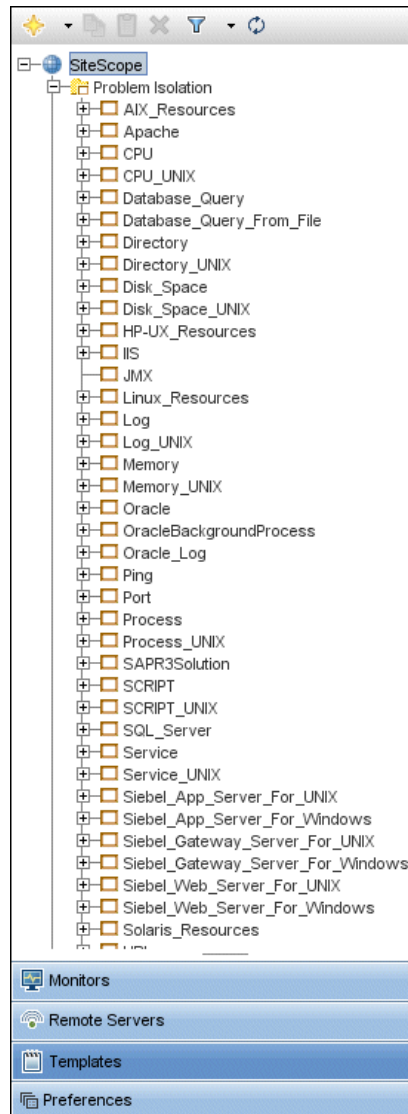 SiteScope
Problem Isolation
AIX_Resources
Apache
CPU
CPU_UNIX
Database_Query
Database_Query_From_File
Directory
Directory_UNIX
Disk_Space
Disk_Space_UNIX
HP-UX_Resources
IIS
JMX
Linux_Resources
Log
Log_UNIX
Memory
Memory_UNIX
Oracle
OracleBackgroundProcess
Oracle_Log
Ping
Port
Process
Process_UNIX
SAPR3Solution
SCRIPT
SCRIPT_UNIX
SQL_Server
Service
Service_UNIX
Siebel_App_Server_For_UNIX
Siebel_App_Server_For_Windows
Siebel_Gateway_Server_For_UNIX
Siebel_Gateway_Server_For_Windows
Siebel_Web_Server_For_UNIX
Siebel_Web_Server_For_Windows
Solaris_Resources
Monitors
Remote Servers
Templates
Preferences